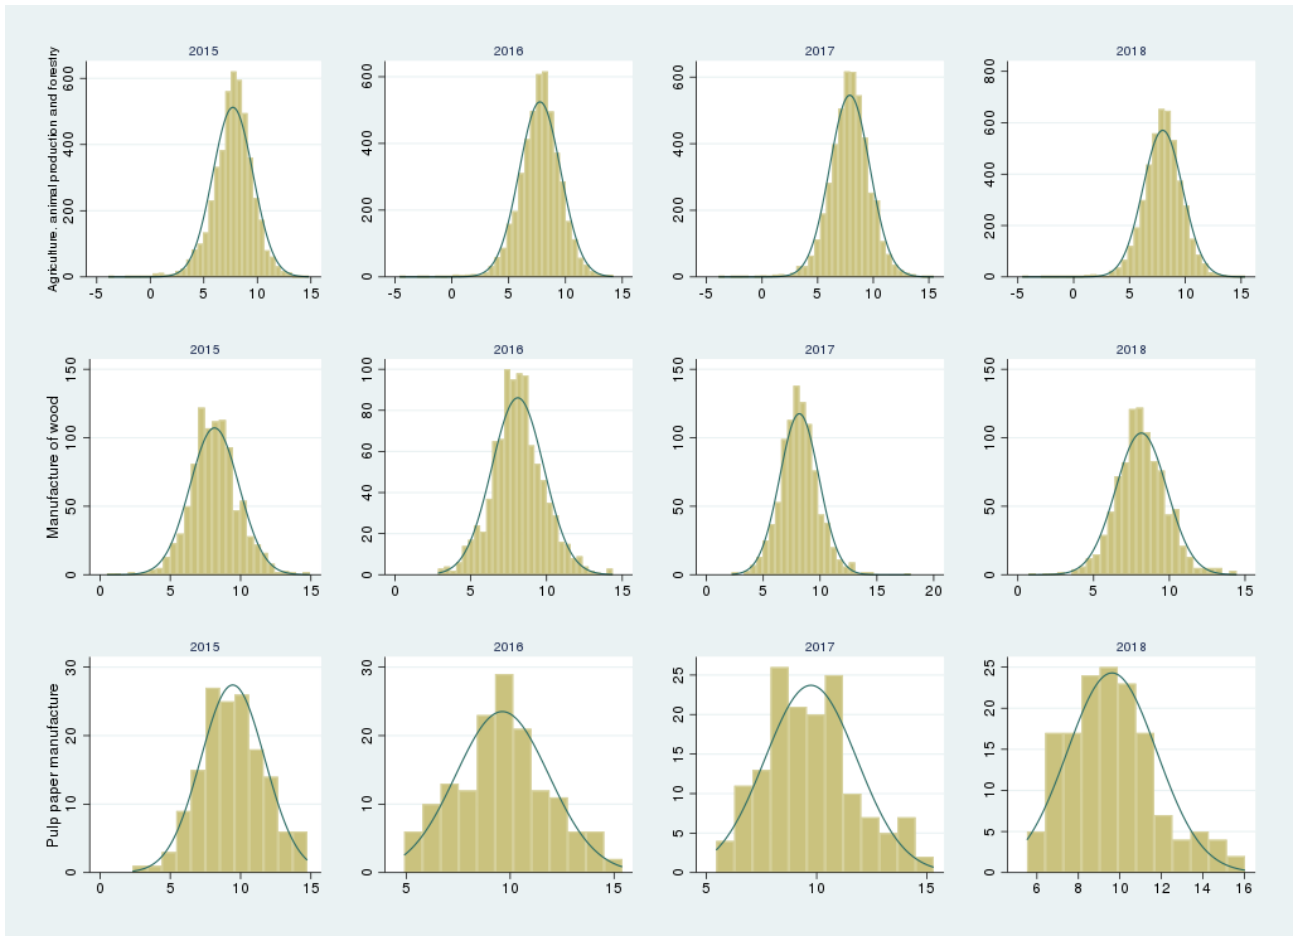 2015 2016 2017 2018
Agriculture, animal production and forestry
0 200 400 600
-5 0 5 10 15
0 200 400 600
-5 0 5 10 15
0 200 400 600
-5 0 5 10 15
0 200 400 600 800
-5 0 5 10 15
2015 2016 2017 2018
Manufacture of wood
0 50 100 150
0 5 10 15
0 20 40 60 80 100
0 5 10 15
0 50 100 150
0 5 10 15 20
0 50 100 150
0 5 10 15
2015 2016 2017 2018
Pulp paper manufacture
0 10 20 30
0 5 10 15
0 10 20 30
5 10 15
0 5 10 15 20 25
5 10 15
0 5 10 15 20 25
6 8 10 12 14 16